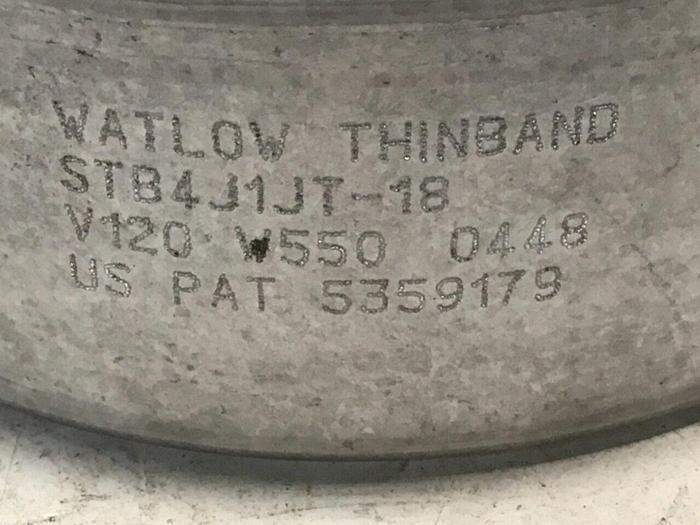 WATLOW THINBAND
STB4J1JT-18
V120 W550 0448
US PAT 5359179